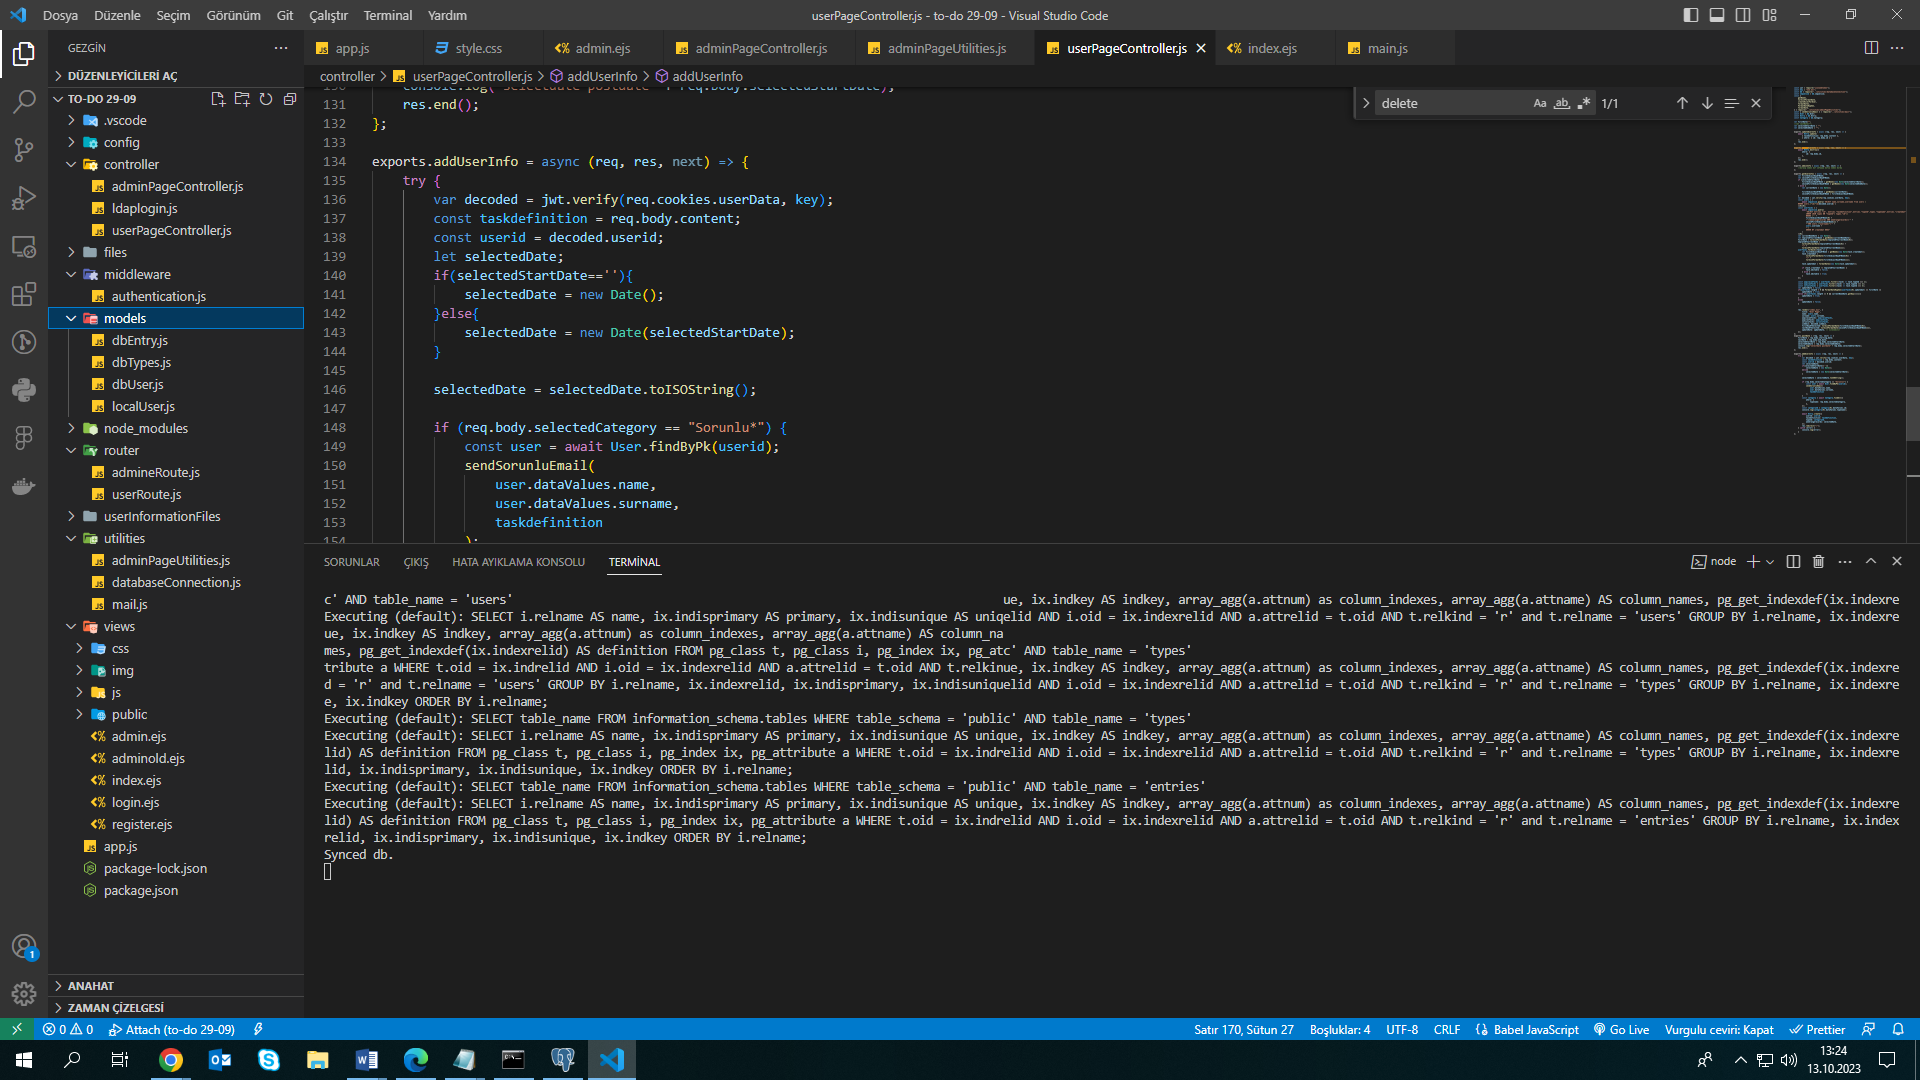 Dosya Düzenle Seçim Görünüm Git Çalıştır Terminal Yardım
userPageController.js - to-do 29-09 - Visual Studio Code
GEZGİN
DÜZENLEYİCİLERİ AÇ
TO-DO 29-09
.vscode
config
controller
adminPageController.js
ldaplogin.js
userPageController.js
files
middleware
authentication.js
models
dbEntry.js
dbTypes.js
dbUser.js
localUser.js
node_modules
router
admineRoute.js
userRoute.js
userInformationFiles
utilities
adminPageUtilities.js
databaseConnection.js
mail.js
views
css
img
js
public
admin.ejs
adminold.ejs
index.ejs
login.ejs
register.ejs
app.js
package-lock.json
package.json
ANAHAT
ZAMAN ÇİZELGESİ
app.js style.css admin.ejs adminPageController.js adminPageUtilities.js userPageController.js index.ejs main.js
controller > userPageController.js > addUserInfo > addUserInfo
delete Aa ab 1/1
131 res.end();
132 };
133
134 exports.addUserInfo = async (req, res, next) => {
135 try {
136 var decoded = jwt.verify(req.cookies.userData, key);
137 const taskdefinition = req.body.content;
138 const userid = decoded.userid;
139 let selectedDate;
140 if(selectedStartDate==''){
141 selectedDate = new Date();
142 }else{
143 selectedDate = new Date(selectedStartDate);
144 }
145
146 selectedDate = selectedDate.toISOString();
147
148 if (req.body.selectedCategory == "Sorunlu*") {
149 const user = await User.findByPk(userid);
150 sendSorunluEmail(
151 user.dataValues.name,
152 user.dataValues.surname,
153 taskdefinition
154 );
SORUNLAR ÇIKIŞ HATA AYIKLAMA KONSOLU TERMİNAL
node
c' AND table_name = 'users' ue, ix.indkey AS indkey, array_agg(a.attnum) as column_indexes, array_agg(a.attname) AS column_names, pg_get_indexdef(ix.indexre
Executing (default): SELECT i.relname AS name, ix.indisprimary AS primary, ix.indisunique AS uniqelid AND i.oid = ix.indexrelid AND a.attrelid = t.oid AND t.relkind = 'r' and t.relname = 'users' GROUP BY i.relname, ix.indexre
ue, ix.indkey AS indkey, array_agg(a.attnum) as column_indexes, array_agg(a.attname) AS column_na
mes, pg_get_indexdef(ix.indexrelid) AS definition FROM pg_class t, pg_class i, pg_index ix, pg_atc' AND table_name = 'types'
tribute a WHERE t.oid = ix.indrelid AND i.oid = ix.indexrelid AND a.attrelid = t.oid AND t.relkinue, ix.indkey AS indkey, array_agg(a.attnum) as column_indexes, array_agg(a.attname) AS column_names, pg_get_indexdef(ix.indexre
d = 'r' and t.relname = 'users' GROUP BY i.relname, ix.indexrelid, ix.indisprimary, ix.indisuniquelid AND i.oid = ix.indexrelid AND a.attrelid = t.oid AND t.relkind = 'r' and t.relname = 'types' GROUP BY i.relname, ix.indexre
e, ix.indkey ORDER BY i.relname;
Executing (default): SELECT table_name FROM information_schema.tables WHERE table_schema = 'public' AND table_name = 'types'
Executing (default): SELECT i.relname AS name, ix.indisprimary AS primary, ix.indisunique AS unique, ix.indkey AS indkey, array_agg(a.attnum) as column_indexes, array_agg(a.attname) AS column_names, pg_get_indexdef(ix.indexre
lid) AS definition FROM pg_class t, pg_class i, pg_index ix, pg_attribute a WHERE t.oid = ix.indrelid AND i.oid = ix.indexrelid AND a.attrelid = t.oid AND t.relkind = 'r' and t.relname = 'types' GROUP BY i.relname, ix.indexre
lid, ix.indisprimary, ix.indisunique, ix.indkey ORDER BY i.relname;
Executing (default): SELECT table_name FROM information_schema.tables WHERE table_schema = 'public' AND table_name = 'entries'
Executing (default): SELECT i.relname AS name, ix.indisprimary AS primary, ix.indisunique AS unique, ix.indkey AS indkey, array_agg(a.attnum) as column_indexes, array_agg(a.attname) AS column_names, pg_get_indexdef(ix.indexre
lid) AS definition FROM pg_class t, pg_class i, pg_index ix, pg_attribute a WHERE t.oid = ix.indrelid AND i.oid = ix.indexrelid AND a.attrelid = t.oid AND t.relkind = 'r' and t.relname = 'entries' GROUP BY i.relname, ix.index
relid, ix.indisprimary, ix.indisunique, ix.indkey ORDER BY i.relname;
Synced db.
1
0 0 Attach (to-do 29-09)
Satır 170, Sütun 27 Boşluklar: 4 UTF-8 CRLF Babel JavaScript Go Live Vurgulu ceviri: Kapat Prettier
13:24
13.10.2023